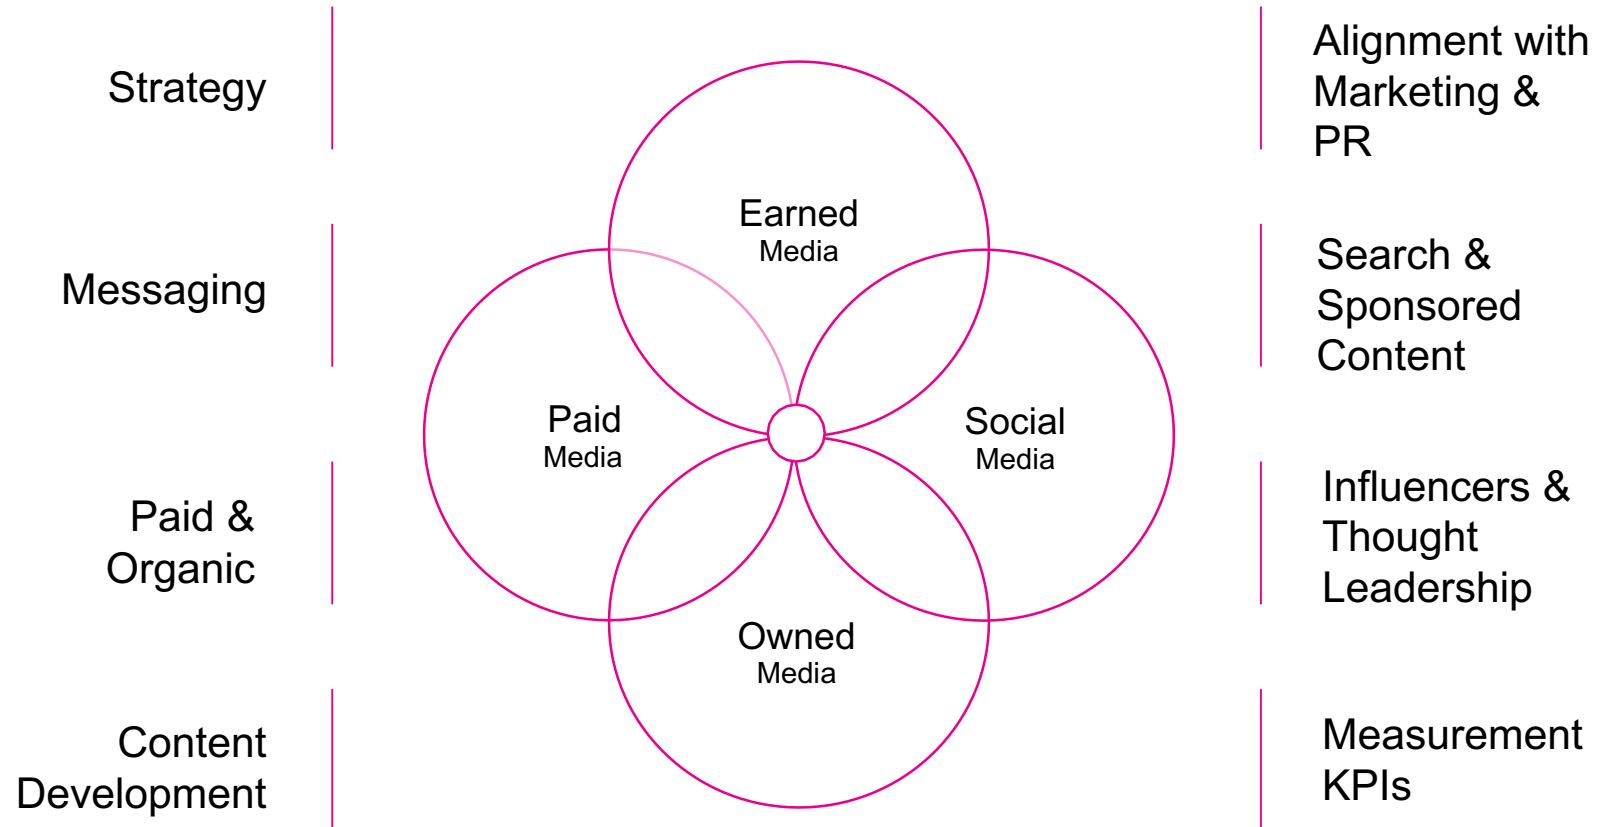 Strategy
Messaging
Paid &
Organic
Content
Development
Earned
Media
Paid
Media
Social
Media
Owned
Media
Alignment with
Marketing &
PR
Search &
Sponsored
Content
Influencers &
Thought
Leadership
Measurement
KPIs